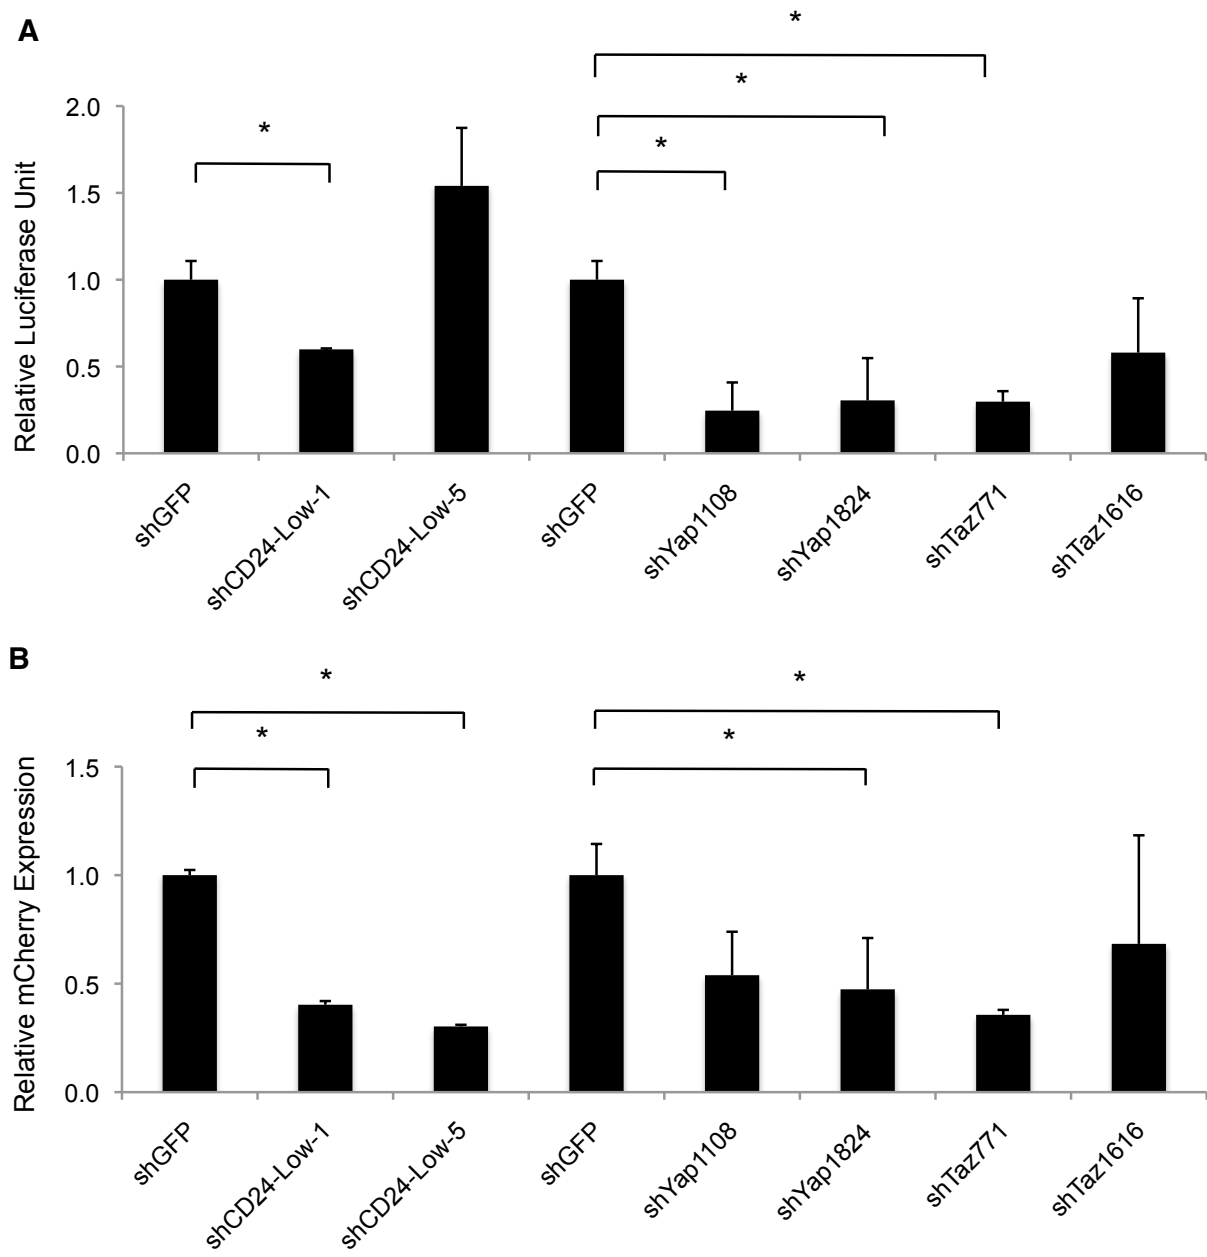 A
*
*
*
*
2.0
1.5
1.0
0.5
0.0
Relative Luciferase Unit
shGFP
shCD24-Low-1
shCD24-Low-5
shGFP
shYap1108
shYap1824
shTaz771
shTaz1616
B
*
*
*
*
1.5
1.0
0.5
0.0
Relative mCherry Expression
shGFP
shCD24-Low-1
shCD24-Low-5
shGFP
shYap1108
shYap1824
shTaz771
shTaz1616